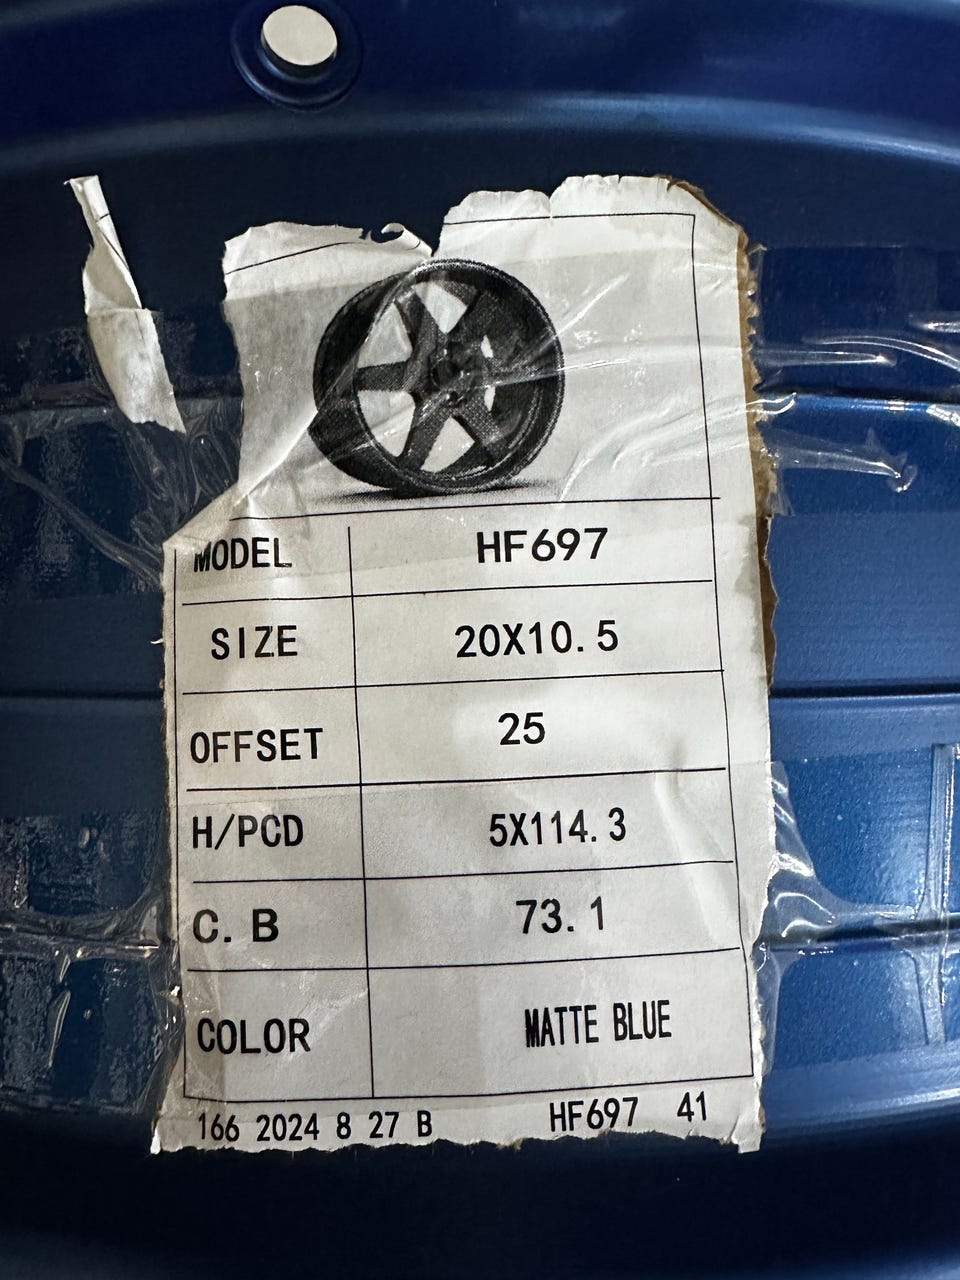 MODEL HF697
SIZE 20X10.5
OFFSET 25
H/PCD 5X114.3
C.B 73.1
COLOR MATTE BLUE
166 2024 8 27 B HF697 41